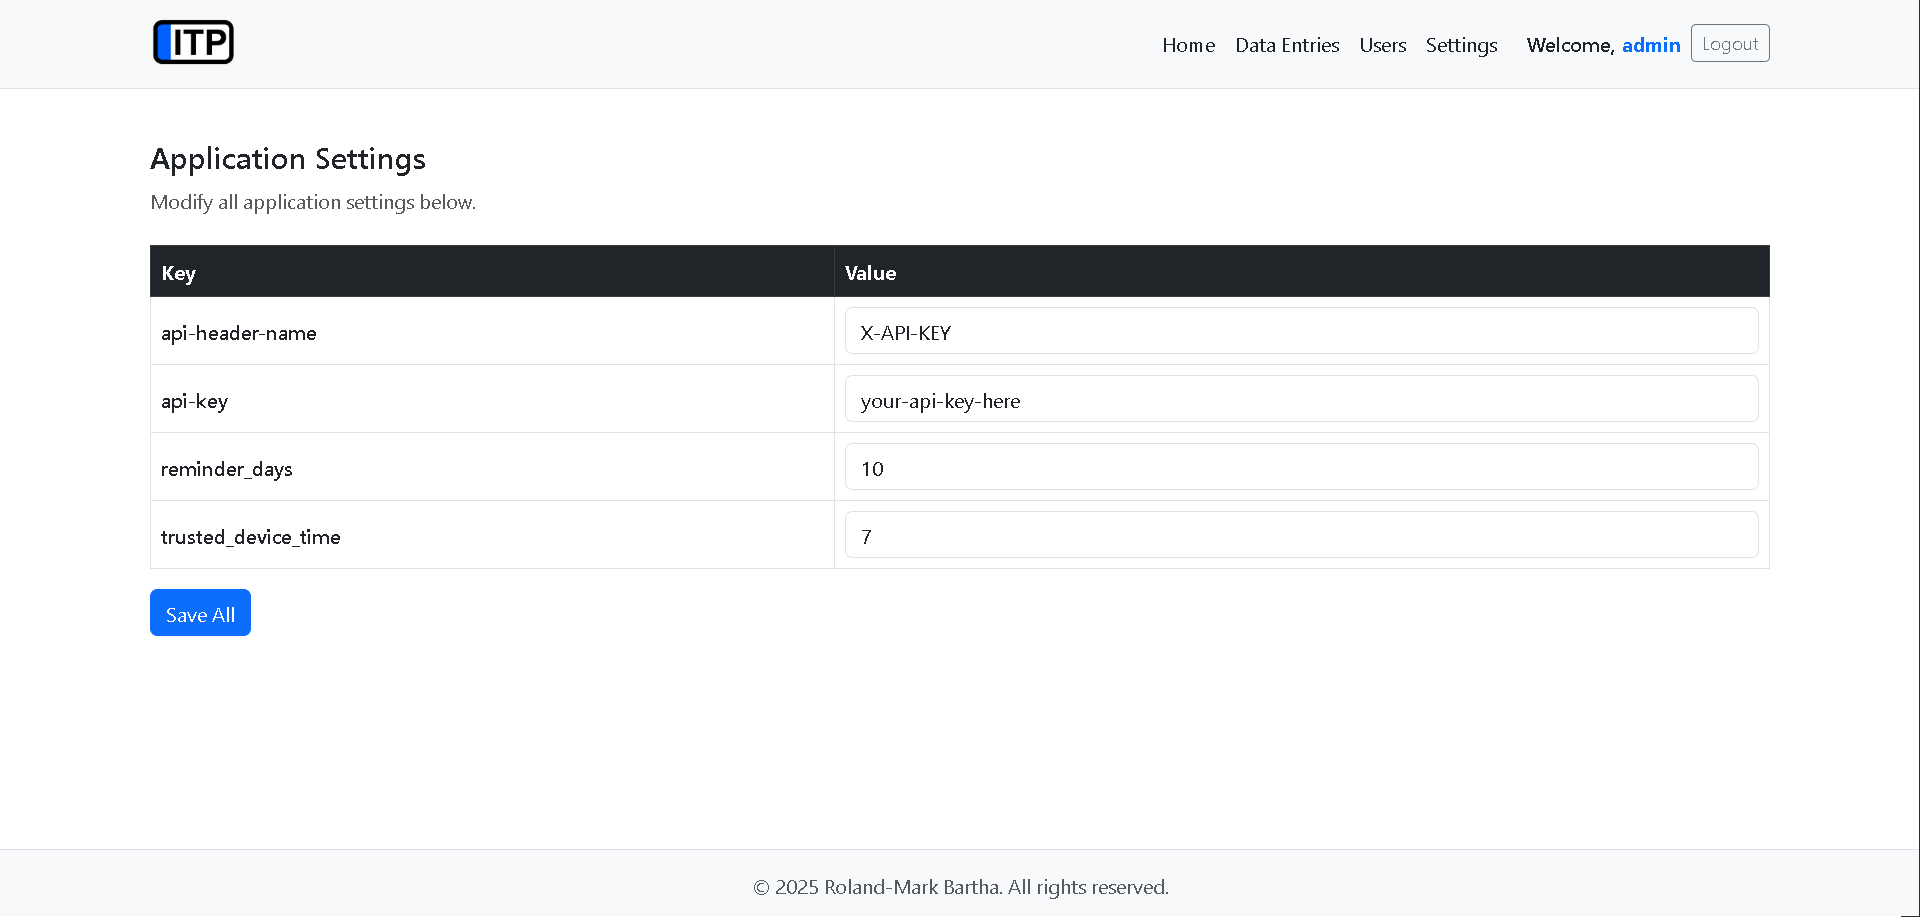 ITP
Home Data Entries Users Settings Welcome, admin Logout
Application Settings
Modify all application settings below.
Key Value
api-header-name X-API-KEY
api-key your-api-key-here
reminder_days 10
trusted_device_time 7
Save All
© 2025 Roland-Mark Bartha. All rights reserved.